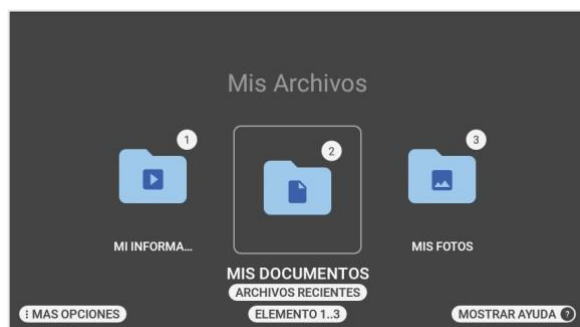 Mis Archivos
1
2
3
MI INFORMA...
MIS DOCUMENTOS
MIS FOTOS
ARCHIVOS RECIENTES
⋮ MAS OPCIONES
ELEMENTO 1..3
MOSTRAR AYUDA ?